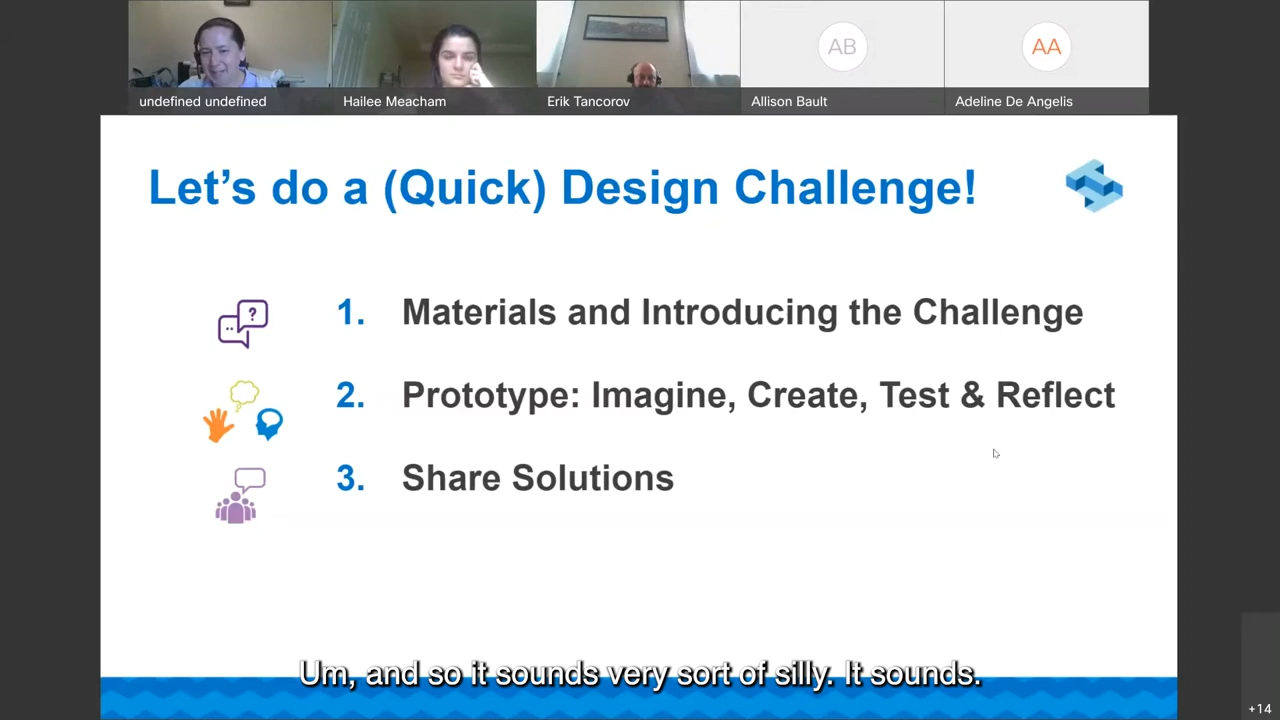 undefined undefined
Hailee Meacham
Erik Tancorov
AB
Allison Bault
AA
Adeline De Angelis
Let’s do a (Quick) Design Challenge!
?
1. Materials and Introducing the Challenge
2. Prototype: Imagine, Create, Test & Reflect
3. Share Solutions
Um, and so it sounds very sort of silly. It sounds.
+14